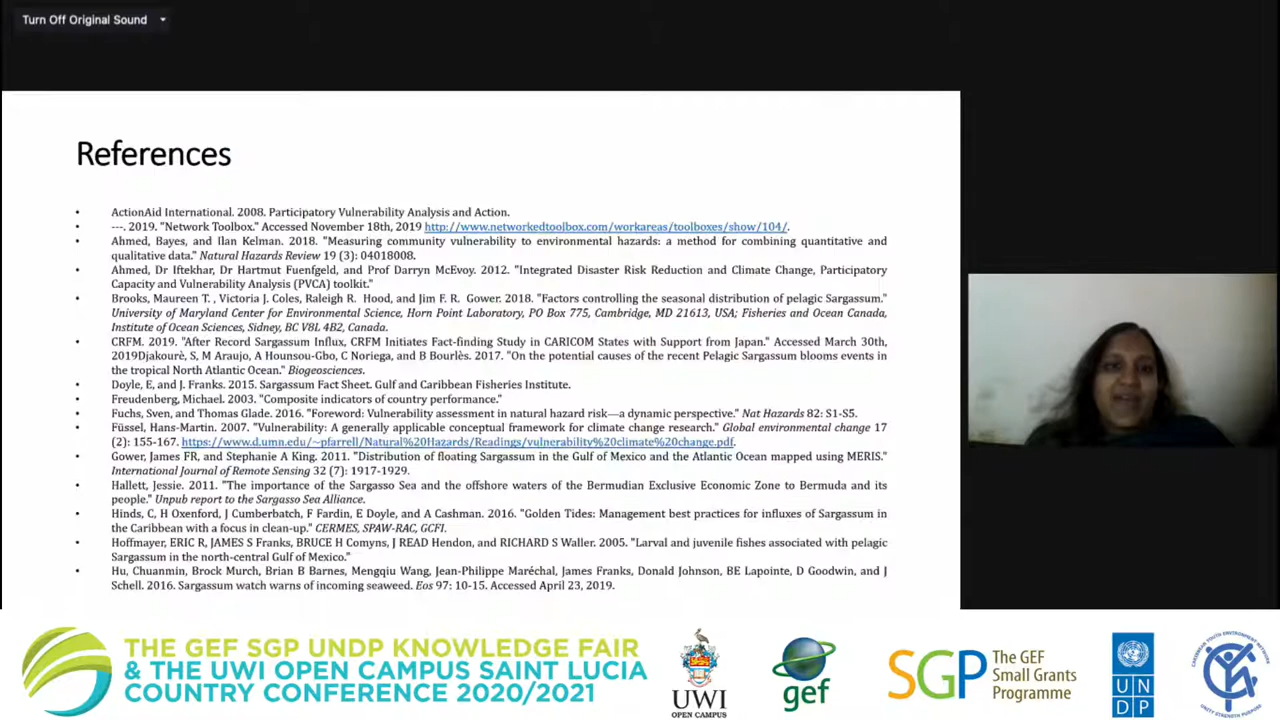 Turn Off Original Sound
References
• ActionAid International. 2008. Participatory Vulnerability Analysis and Action.
• ---. 2019. "Network Toolbox." Accessed November 18th, 2019 http://www.networkedtoolbox.com/workareas/toolboxes/show/104/.
• Ahmed, Bayes, and Ilan Kelman. 2018. "Measuring community vulnerability to environmental hazards: a method for combining quantitative and
qualitative data." Natural Hazards Review 19 (3): 04018008.
• Ahmed, Dr Iftekhar, Dr Hartmut Fuenfgeld, and Prof Darryn McEvoy. 2012. "Integrated Disaster Risk Reduction and Climate Change, Participatory
Capacity and Vulnerability Analysis (PVCA) toolkit."
• Brooks, Maureen T. , Victoria J. Coles, Raleigh R. Hood, and Jim F. R. Gower. 2018. "Factors controlling the seasonal distribution of pelagic Sargassum."
University of Maryland Center for Environmental Science, Horn Point Laboratory, PO Box 775, Cambridge, MD 21613, USA; Fisheries and Ocean Canada,
Institute of Ocean Sciences, Sidney, BC V8L 4B2, Canada.
• CRFM. 2019. "After Record Sargassum Influx, CRFM Initiates Fact-finding Study in CARICOM States with Support from Japan." Accessed March 30th,
2019Djakourè, S, M Araujo, A Hounsou-Gbo, C Noriega, and B Bourlès. 2017. "On the potential causes of the recent Pelagic Sargassum blooms events in
the tropical North Atlantic Ocean." Biogeosciences.
• Doyle, E, and J. Franks. 2015. Sargassum Fact Sheet. Gulf and Caribbean Fisheries Institute.
• Freudenberg, Michael. 2003. "Composite indicators of country performance."
• Fuchs, Sven, and Thomas Glade. 2016. "Foreword: Vulnerability assessment in natural hazard risk—a dynamic perspective." Nat Hazards 82: S1-S5.
• Füssel, Hans-Martin. 2007. "Vulnerability: A generally applicable conceptual framework for climate change research." Global environmental change 17
(2): 155-167. https://www.d.umn.edu/~pfarrell/Natural%20Hazards/Readings/vulnerability%20climate%20change.pdf.
• Gower, James FR, and Stephanie A King. 2011. "Distribution of floating Sargassum in the Gulf of Mexico and the Atlantic Ocean mapped using MERIS."
International Journal of Remote Sensing 32 (7): 1917-1929.
• Hallett, Jessie. 2011. "The importance of the Sargasso Sea and the offshore waters of the Bermudian Exclusive Economic Zone to Bermuda and its
people." Unpub report to the Sargasso Sea Alliance.
• Hinds, C, H Oxenford, J Cumberbatch, F Fardin, E Doyle, and A Cashman. 2016. "Golden Tides: Management best practices for influxes of Sargassum in
the Caribbean with a focus in clean-up." CERMES, SPAW-RAC, GCFI.
• Hoffmayer, ERIC R, JAMES S Franks, BRUCE H Comyns, J READ Hendon, and RICHARD S Waller. 2005. "Larval and juvenile fishes associated with pelagic
Sargassum in the north-central Gulf of Mexico."
• Hu, Chuanmin, Brock Murch, Brian B Barnes, Mengqiu Wang, Jean-Philippe Maréchal, James Franks, Donald Johnson, BE Lapointe, D Goodwin, and J
Schell. 2016. Sargassum watch warns of incoming seaweed. Eos 97: 10-15. Accessed April 23, 2019.
THE GEF SGP UNDP KNOWLEDGE FAIR
& THE UWI OPEN CAMPUS SAINT LUCIA
COUNTRY CONFERENCE 2020/2021
UWI
OPEN CAMPUS
gef
SGP
The GEF
Small Grants
Programme
UN
DP